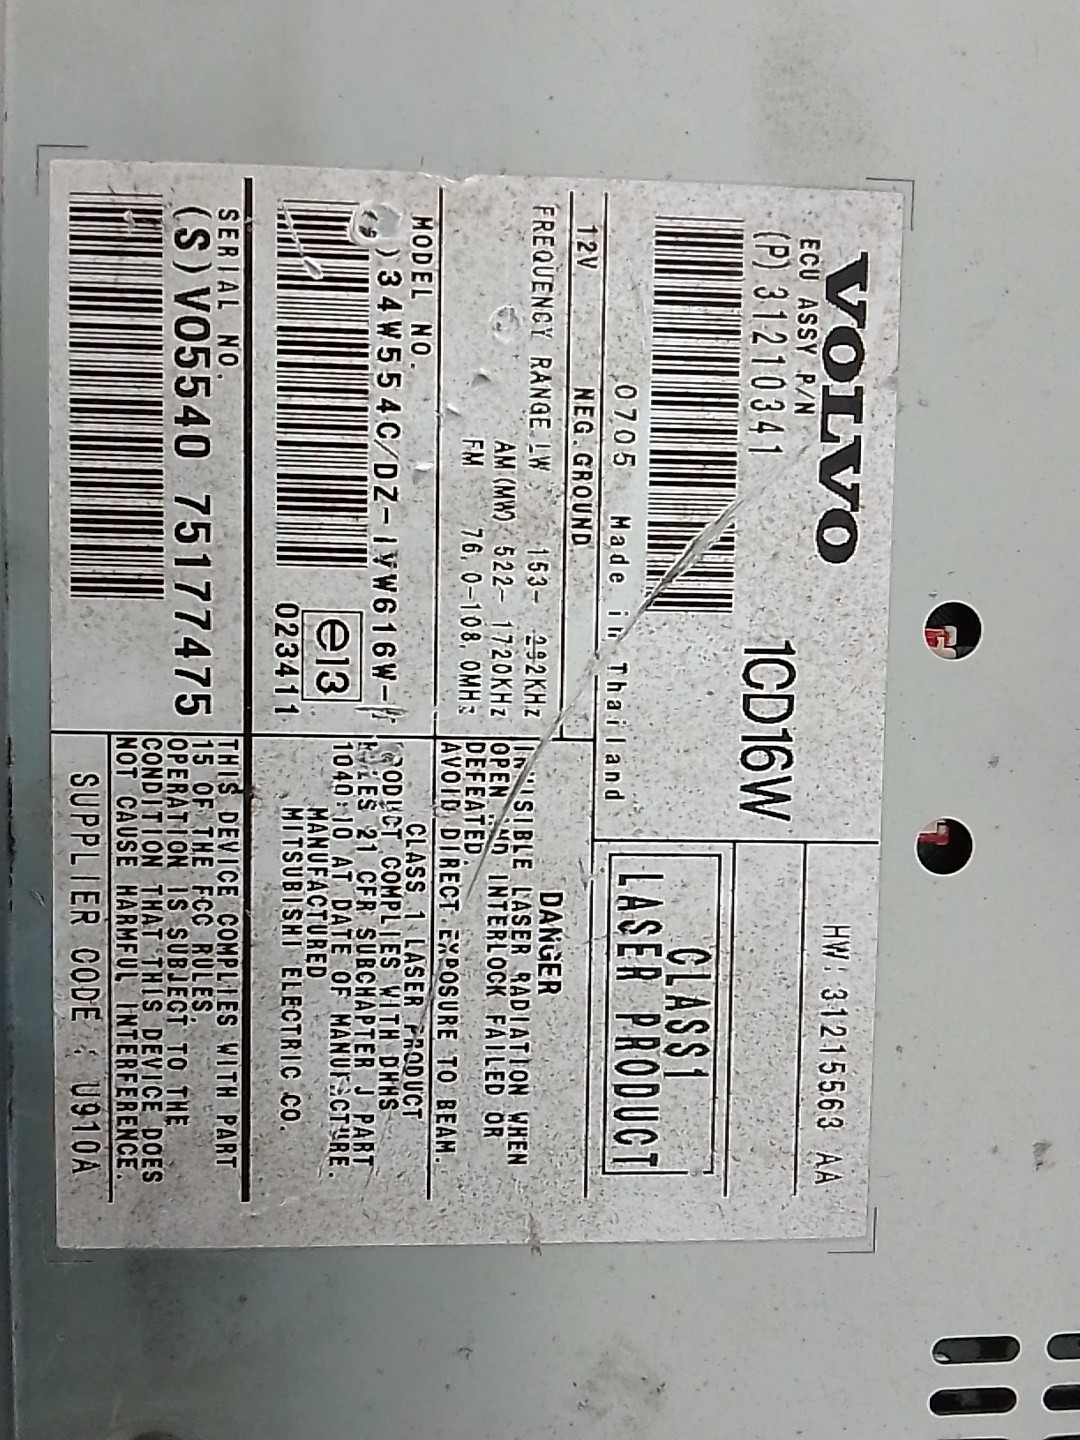 VOLVO
1CD16W
ECU ASSY P/N
(P)31210341
HW: 31215563 AA
0705 Made in Thailand
CLASS1
LASER PRODUCT
12V NEG.GROUND
FREQUENCY RANGE LW 153- 282KHz
AM(MW) 522- 1720KHz
FM 76.0-108.0MHz
DANGER
INVISIBLE LASER RADIATION WHEN
OPEN AND INTERLOCK FAILED OR
DEFEATED.
AVOID DIRECT EXPOSURE TO BEAM.
MODEL NO.
)34W554C/DZ-IVW616W-
e13
023411
CLASS 1 LASER PRODUCT
PRODUCT COMPLIES WITH DHHS
RULES 21 CFR SUBCHAPTER J PART
1040:10 AT DATE OF MANUFACTURE.
MANUFACTURED
MITSUBISHI ELECTRIC CO.
SERIAL NO.
(S)VO5540 75177475
THIS DEVICE COMPLIES WITH PART
15 OF THE FCC RULES.
OPERATION IS SUBJECT TO THE
CONDITION THAT THIS DEVICE DOES
NOT CAUSE HARMFUL INTERFERENCE.
SUPPLIER CODE : U910A